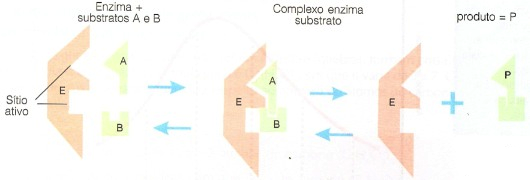 Enzima +
substratos A e B
Complexo enzima
substrato
produto = P
A
E
Sítio
ativo
B
A
E
B
E
P